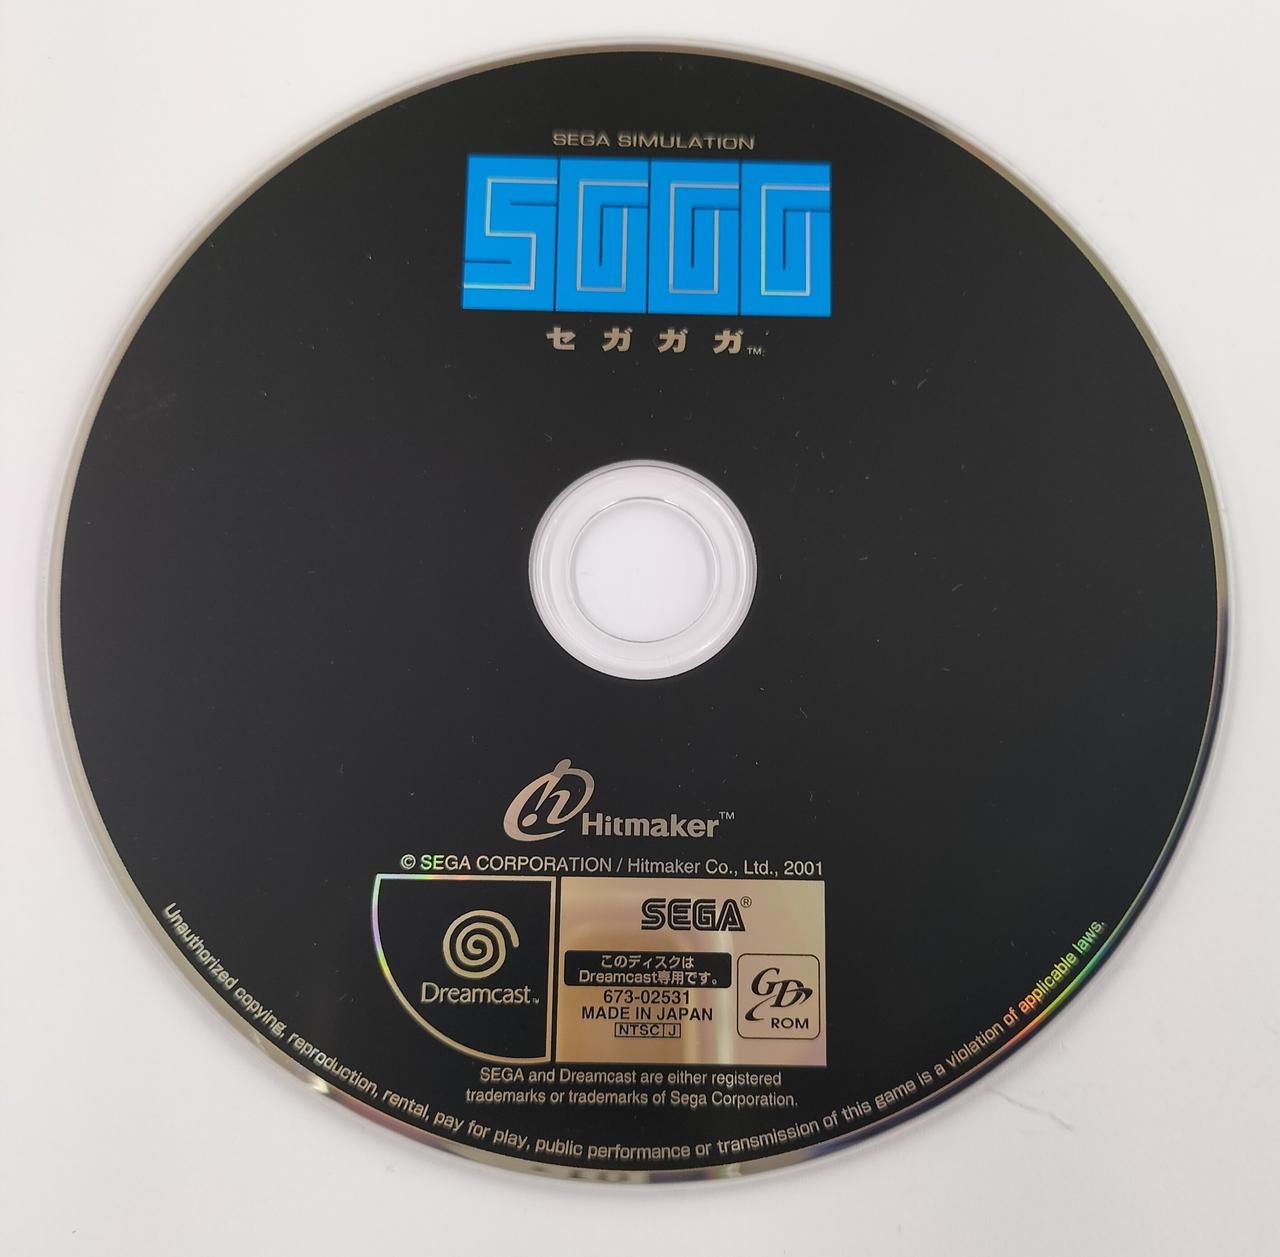 SEGA SIMULATION
SGGG
セガガガ™
Hitmaker™
© SEGA CORPORATION / Hitmaker Co., Ltd., 2001
Dreamcast™
SEGA®
このディスクは
Dreamcast専用です。
673-02531
MADE IN JAPAN
NTSC J
GD
ROM
SEGA and Dreamcast are either registered
trademarks or trademarks of Sega Corporation.
Unauthorized copying, reproduction, rental, pay for play, public performance or transmission of this game is a violation of applicable laws.